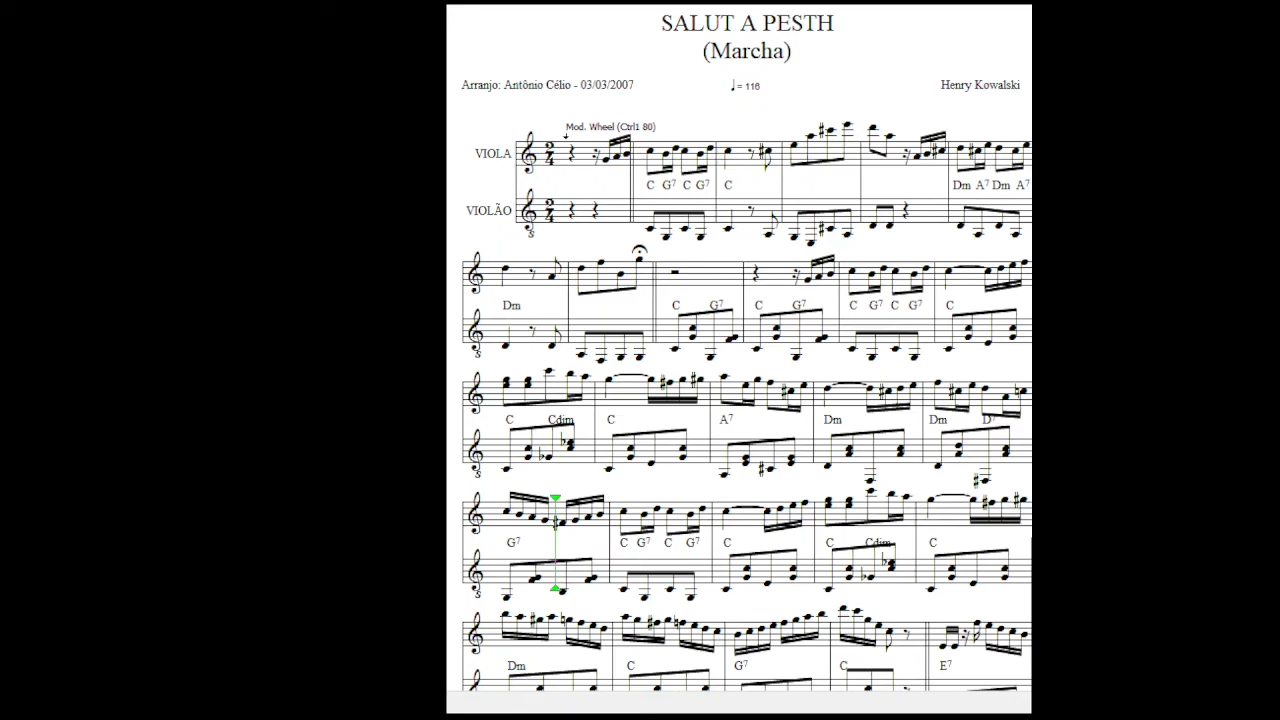 SALUT A PESTH
(Marcha)
Arranjo: Antônio Célio - 03/03/2007 ♩= 116 Henry Kowalski
Mod. Wheel (Ctrl1 80)
VIOLA
C G7 C G7 C Dm A7 Dm A7
VIOLÃO
Dm C G7 C G7 C G7 C G7 C
C Cdim C A7 Dm Dm D7
G7 C G7 C G7 C C Cdim C
Dm C G7 C E7